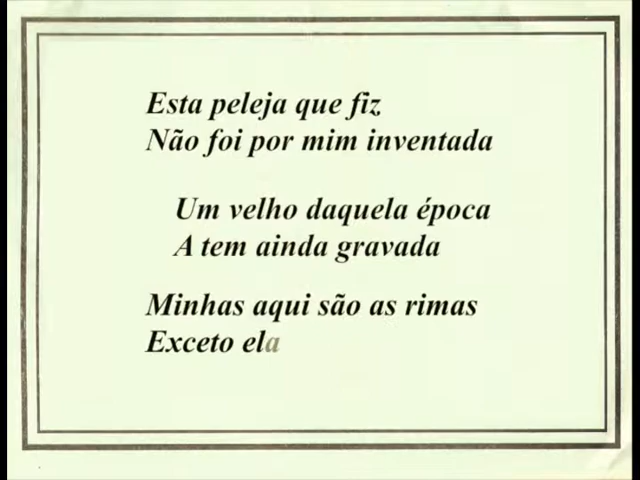 Esta peleja que fiz
Não foi por mim inventada
Um velho daquela época
A tem ainda gravada
Minhas aqui são as rimas
Exceto ela